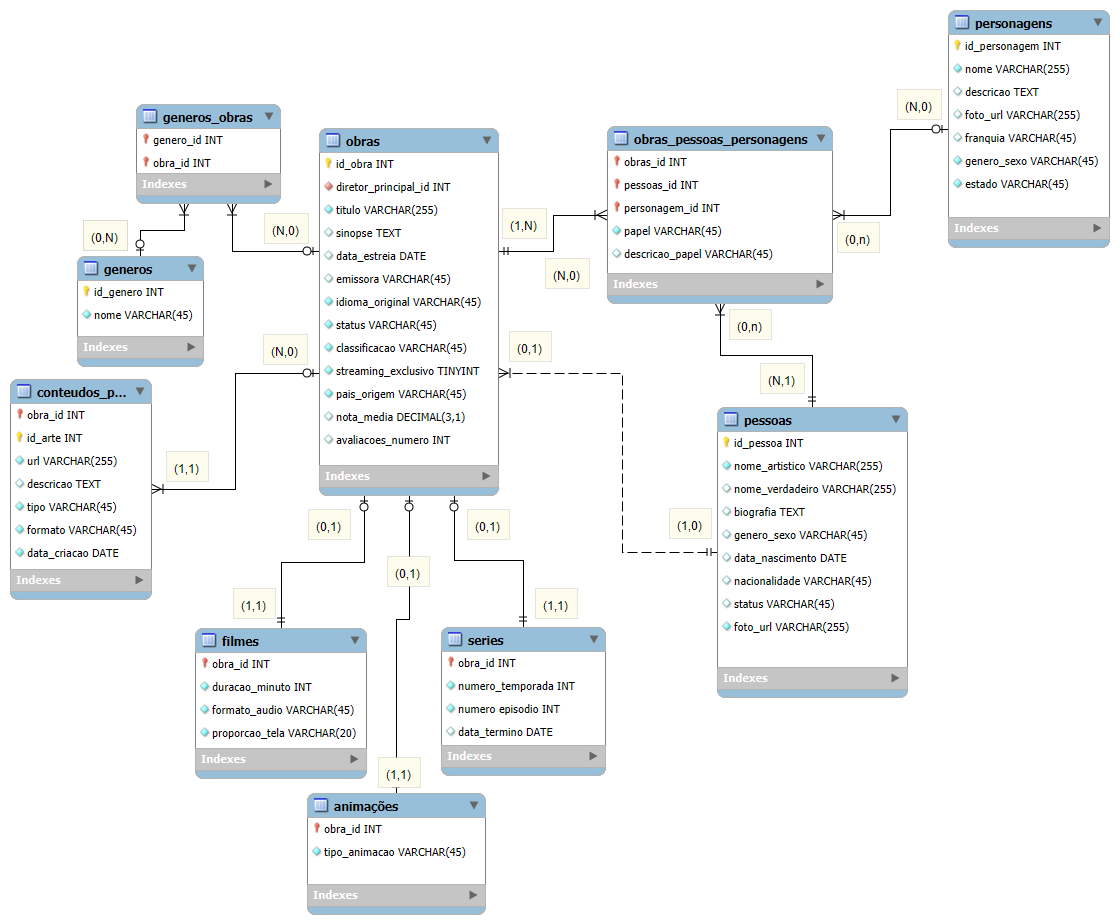 personagens
id_personagem INT
nome VARCHAR(255)
descricao TEXT
foto_url VARCHAR(255)
franquia VARCHAR(45)
genero_sexo VARCHAR(45)
estado VARCHAR(45)
Indexes
(N,0)
generos_obras
genero_id INT
obra_id INT
Indexes
(0,N)
(N,0)
generos
id_genero INT
nome VARCHAR(45)
Indexes
obras
id_obra INT
diretor_principal_id INT
titulo VARCHAR(255)
sinopse TEXT
data_estreia DATE
emissora VARCHAR(45)
idioma_original VARCHAR(45)
status VARCHAR(45)
classificacao VARCHAR(45)
streaming_exclusivo TINYINT
pais_origem VARCHAR(45)
nota_media DECIMAL(3,1)
avaliacoes_numero INT
Indexes
(1,N)
(N,0)
obras_pessoas_personagens
obras_id INT
pessoas_id INT
personagem_id INT
papel VARCHAR(45)
descricao_papel VARCHAR(45)
Indexes
(0,n)
(0,n)
(N,1)
(0,1)
(1,0)
pessoas
id_pessoa INT
nome_artistico VARCHAR(255)
nome_verdadeiro VARCHAR(255)
biografia TEXT
genero_sexo VARCHAR(45)
data_nascimento DATE
nacionalidade VARCHAR(45)
status VARCHAR(45)
foto_url VARCHAR(255)
Indexes
(N,0)
(1,1)
conteudos_p...
obra_id INT
id_arte INT
url VARCHAR(255)
descricao TEXT
tipo VARCHAR(45)
formato VARCHAR(45)
data_criacao DATE
Indexes
(0,1)
(0,1)
(0,1)
(1,1)
(1,1)
(1,1)
filmes
obra_id INT
duracao_minuto INT
formato_audio VARCHAR(45)
proporcao_tela VARCHAR(20)
Indexes
series
obra_id INT
numero_temporada INT
numero episodio INT
data_termino DATE
Indexes
animações
obra_id INT
tipo_animacao VARCHAR(45)
Indexes